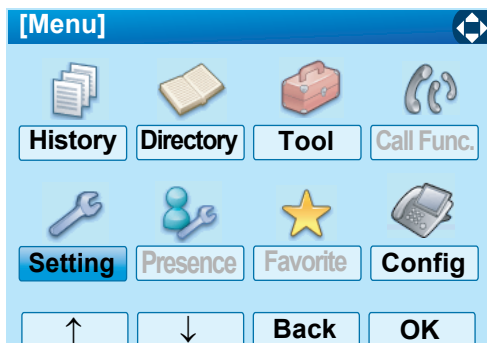 [Menu]
History Directory Tool Call Func.
Setting Presence Favorite Config
↑ ↓ Back OK